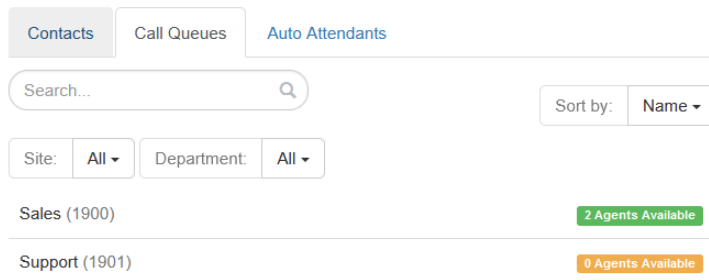 Contacts Call Queues Auto Attendants
Search...
Sort by: Name
Site: All Department: All
Sales (1900) 2 Agents Available
Support (1901) 0 Agents Available